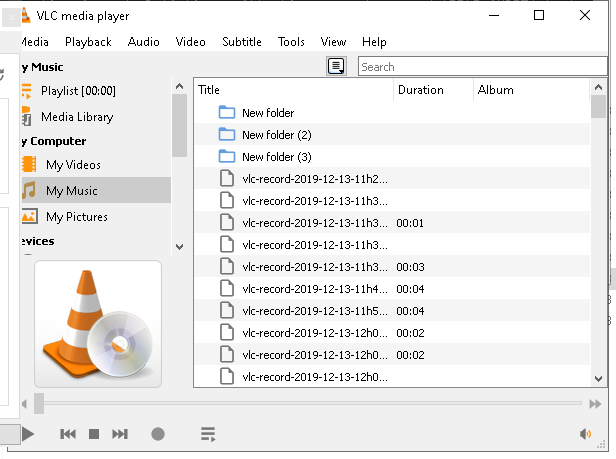 VLC media player
Media Playback Audio Video Subtitle Tools View Help
y Music
Search
Playlist [00:00]
Media Library
y Computer
My Videos
My Music
My Pictures
evices
Title Duration Album
New folder
New folder (2)
New folder (3)
vlc-record-2019-12-13-11h2...
vlc-record-2019-12-13-11h3...
vlc-record-2019-12-13-11h3... 00:01
vlc-record-2019-12-13-11h3...
vlc-record-2019-12-13-11h3... 00:03
vlc-record-2019-12-13-11h4... 00:04
vlc-record-2019-12-13-11h5... 00:04
vlc-record-2019-12-13-12h0... 00:02
vlc-record-2019-12-13-12h0... 00:02
vlc-record-2019-12-13-12h0...